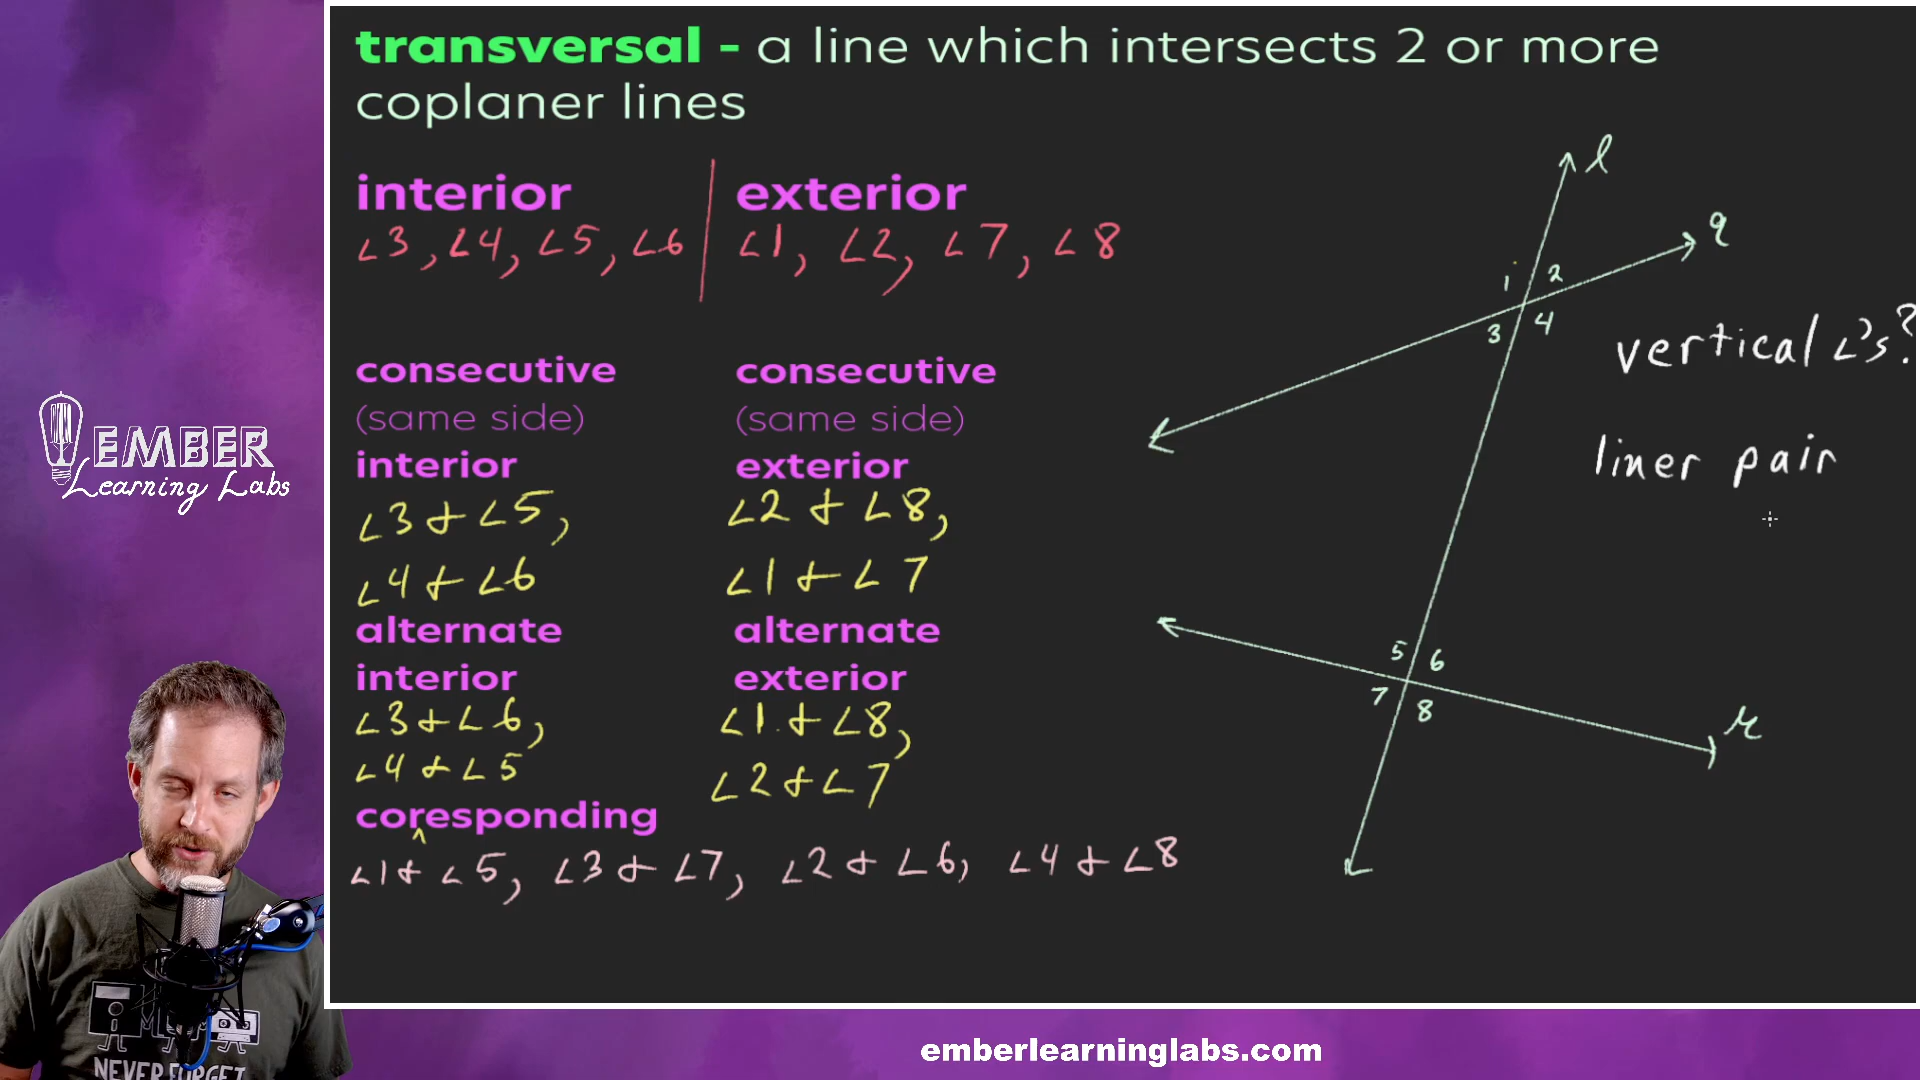 transversal - a line which intersects 2 or more
coplaner lines
interior
∠3, ∠4, ∠5, ∠6
exterior
∠1, ∠2, ∠7, ∠8
consecutive
(same side)
interior
∠3 + ∠5,
∠4 + ∠6
consecutive
(same side)
exterior
∠2 + ∠8,
∠1 + ∠7
alternate
interior
∠3 + ∠6,
∠4 + ∠5
alternate
exterior
∠1 + ∠8,
∠2 + ∠7
coresponding
^
∠1 + ∠5, ∠3 + ∠7, ∠2 + ∠6, ∠4 + ∠8
l
q
1 2
3 4
vertical ∠'s?
liner pair
5 6
7 8
r
EMBER
Learning Labs
NEVER FORGET
emberlearninglabs.com